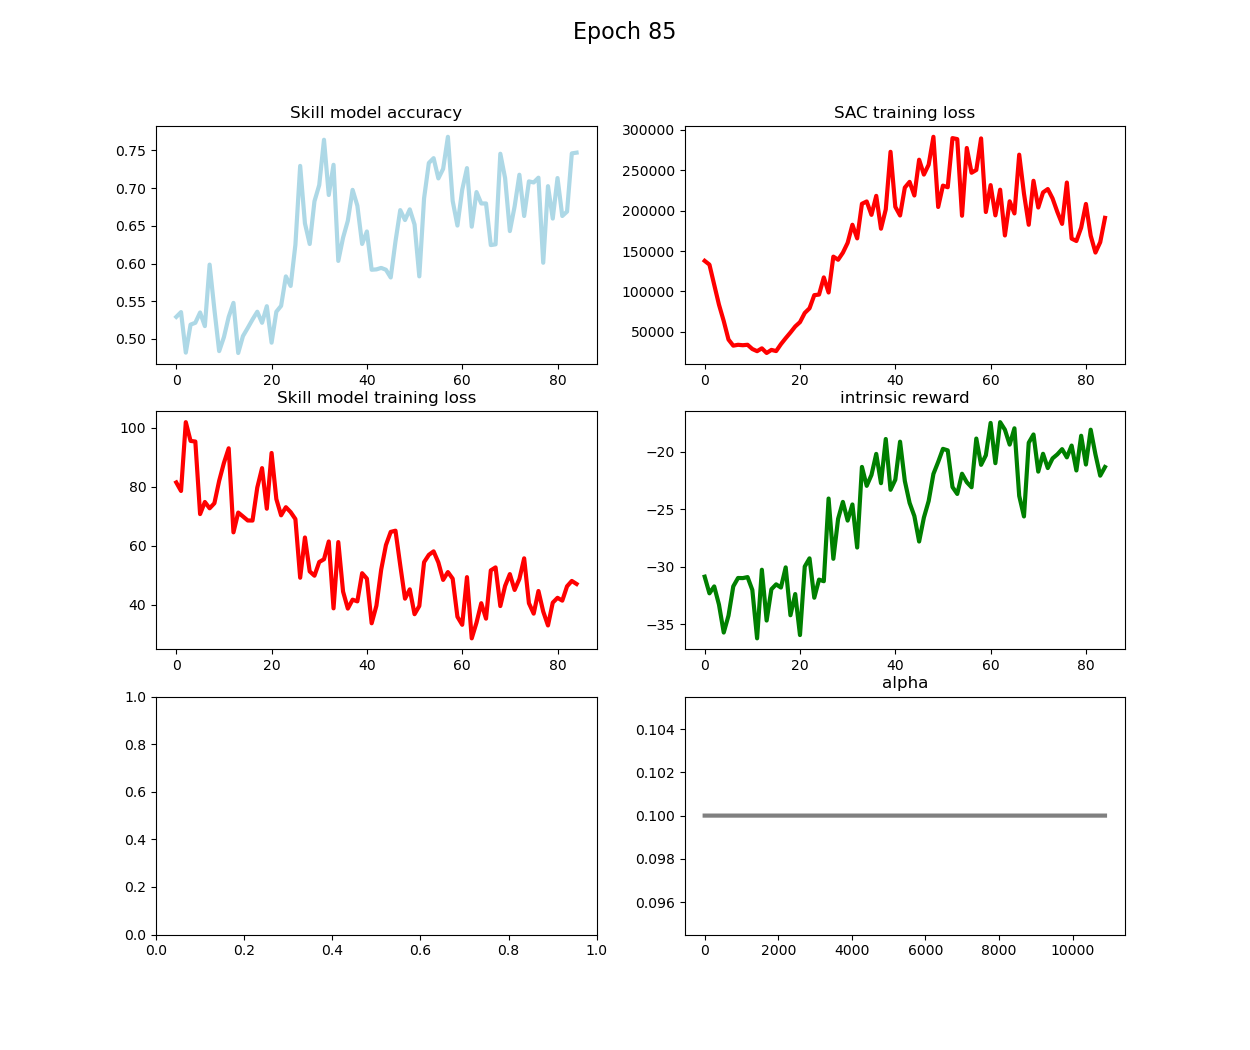 Epoch 85
Skill model accuracy
0.75
0.70
0.65
0.60
0.55
0.50
0 20 40 60 80
SAC training loss
300000
250000
200000
150000
100000
50000
0 20 40 60 80
Skill model training loss
100
80
60
40
0 20 40 60 80
intrinsic reward
−20
−25
−30
−35
0 20 40 60 80
1.0
0.8
0.6
0.4
0.2
0.0
0.0 0.2 0.4 0.6 0.8 1.0
alpha
0.104
0.102
0.100
0.098
0.096
0 2000 4000 6000 8000 10000